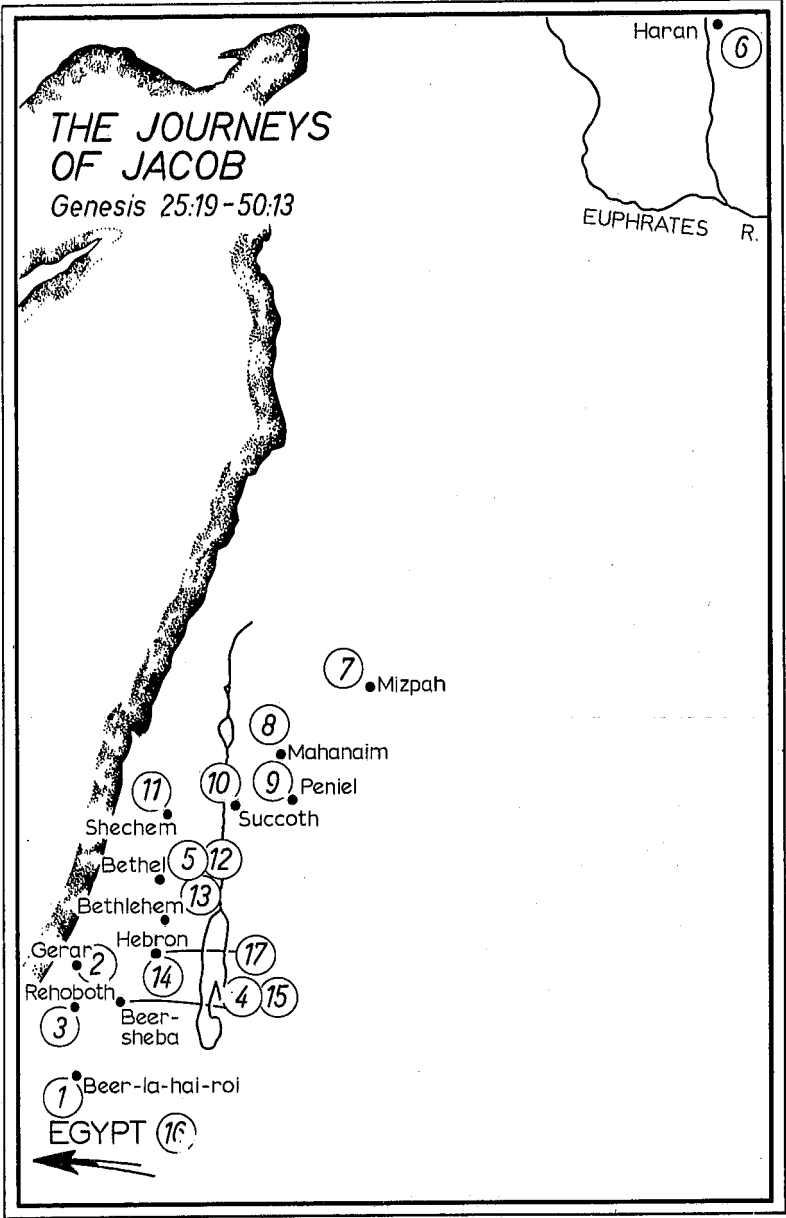 Haran
6
THE JOURNEYS
OF JACOB
Genesis 25:19-50:13
EUPHRATES R.
7
Mizpah
8
Mahanaim
9
Peniel
10
Succoth
11
Shechem
Bethel
5 12
Bethlehem
13
Hebron
14
17
Gerar
2
Rehoboth
3
Beer-
sheba
4 15
1
Beer-la-hai-roi
EGYPT 16